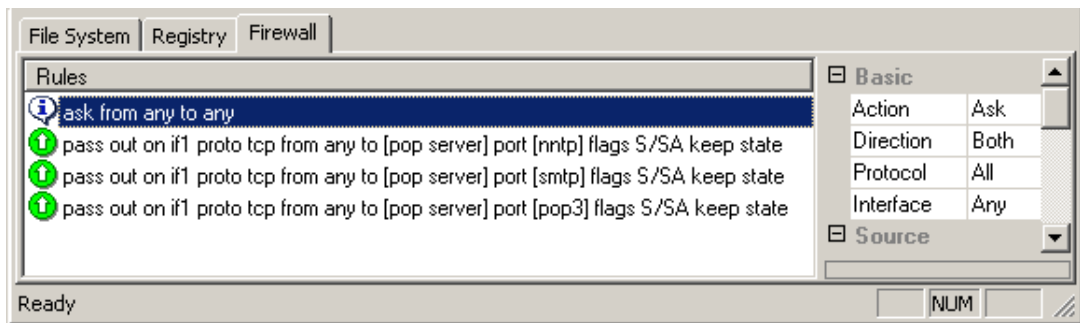 File System Registry Firewall
Rules
ask from any to any
pass out on if1 proto tcp from any to [pop server] port [nntp] flags S/SA keep state
pass out on if1 proto tcp from any to [pop server] port [smtp] flags S/SA keep state
pass out on if1 proto tcp from any to [pop server] port [pop3] flags S/SA keep state
Basic
Action Ask
Direction Both
Protocol All
Interface Any
Source
Ready NUM